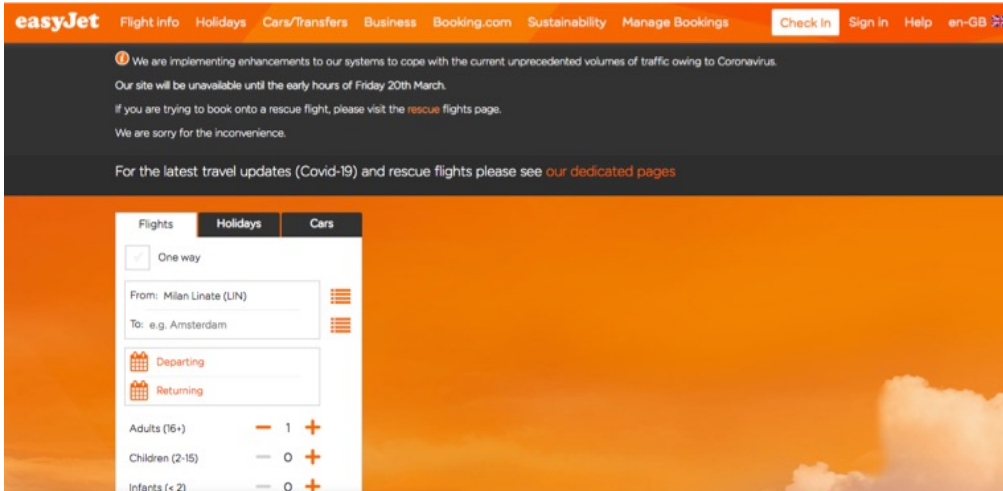 easyJet Flight info Holidays Cars/Transfers Business Booking.com Sustainability Manage Bookings Check In Sign in Help en-GB
We are implementing enhancements to our systems to cope with the current unprecedented volumes of traffic owing to Coronavirus.
Our site will be unavailable until the early hours of Friday 20th March.
If you are trying to book onto a rescue flight, please visit the rescue flights page.
We are sorry for the inconvenience.
For the latest travel updates (Covid-19) and rescue flights please see our dedicated pages
Flights Holidays Cars
One way
From: Milan Linate (LIN)
To: e.g. Amsterdam
Departing
Returning
Adults (16+) 1
Children (2-15) 0
Infants (< 2) 0